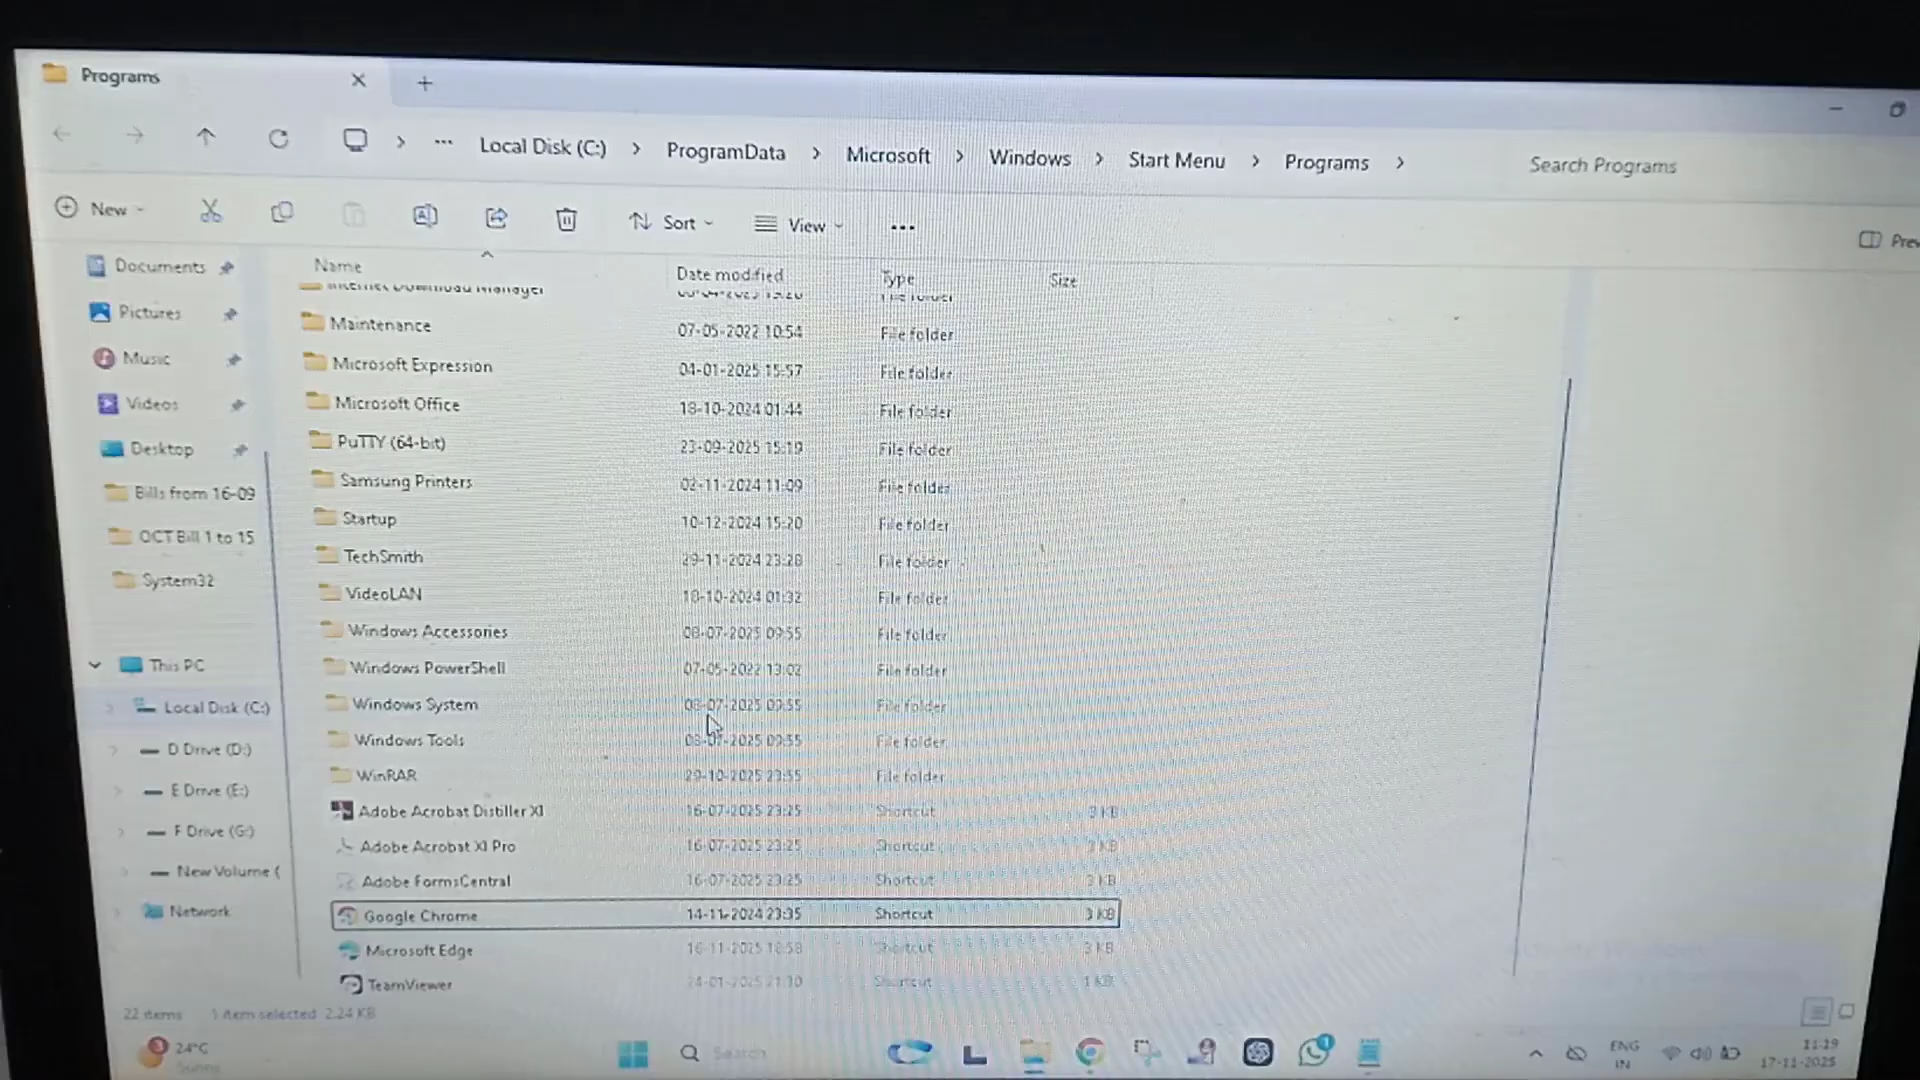 Programs
Local Disk (C:) > ProgramData > Microsoft > Windows > Start Menu > Programs >
Search Programs
New
Sort
View
...
Name
Date modified
Type
Size
Documents
Pictures
Music
Videos
Desktop
Bills from 16-09
OCT Bill 1 to 15
System32
This PC
Local Disk (C:)
D Drive (D:)
E Drive (E:)
F Drive (G:)
New Volume (
Network
Internet Download Manager
Maintenance 07-05-2022 10:54 File folder
Microsoft Expression 04-01-2025 15:57 File folder
Microsoft Office 18-10-2024 01:44 File folder
PuTTY (64-bit) 23-09-2025 15:19 File folder
Samsung Printers 02-11-2024 11:09 File folder
Startup 10-12-2024 15:20 File folder
TechSmith 29-11-2024 23:28 File folder
VideoLAN 18-10-2024 01:32 File folder
Windows Accessories 08-07-2025 09:55 File folder
Windows PowerShell 07-05-2022 13:02 File folder
Windows System 08-07-2025 09:55 File folder
Windows Tools 08-07-2025 09:55 File folder
WinRAR 29-10-2025 23:55 File folder
Adobe Acrobat Distiller XI 16-07-2025 23:25 Shortcut 3 KB
Adobe Acrobat XI Pro 16-07-2025 23:25 Shortcut 3 KB
Adobe FormsCentral 16-07-2025 23:25 Shortcut 3 KB
Google Chrome 14-11-2024 23:35 Shortcut 3 KB
Microsoft Edge 16-11-2025 18:58 Shortcut 3 KB
TeamViewer 24-01-2025 21:10 Shortcut 1 KB
22 items 1 item selected 2.24 KB
3
24°C
Sunny
Search
1
ENG
IN
11:29
17-11-2025